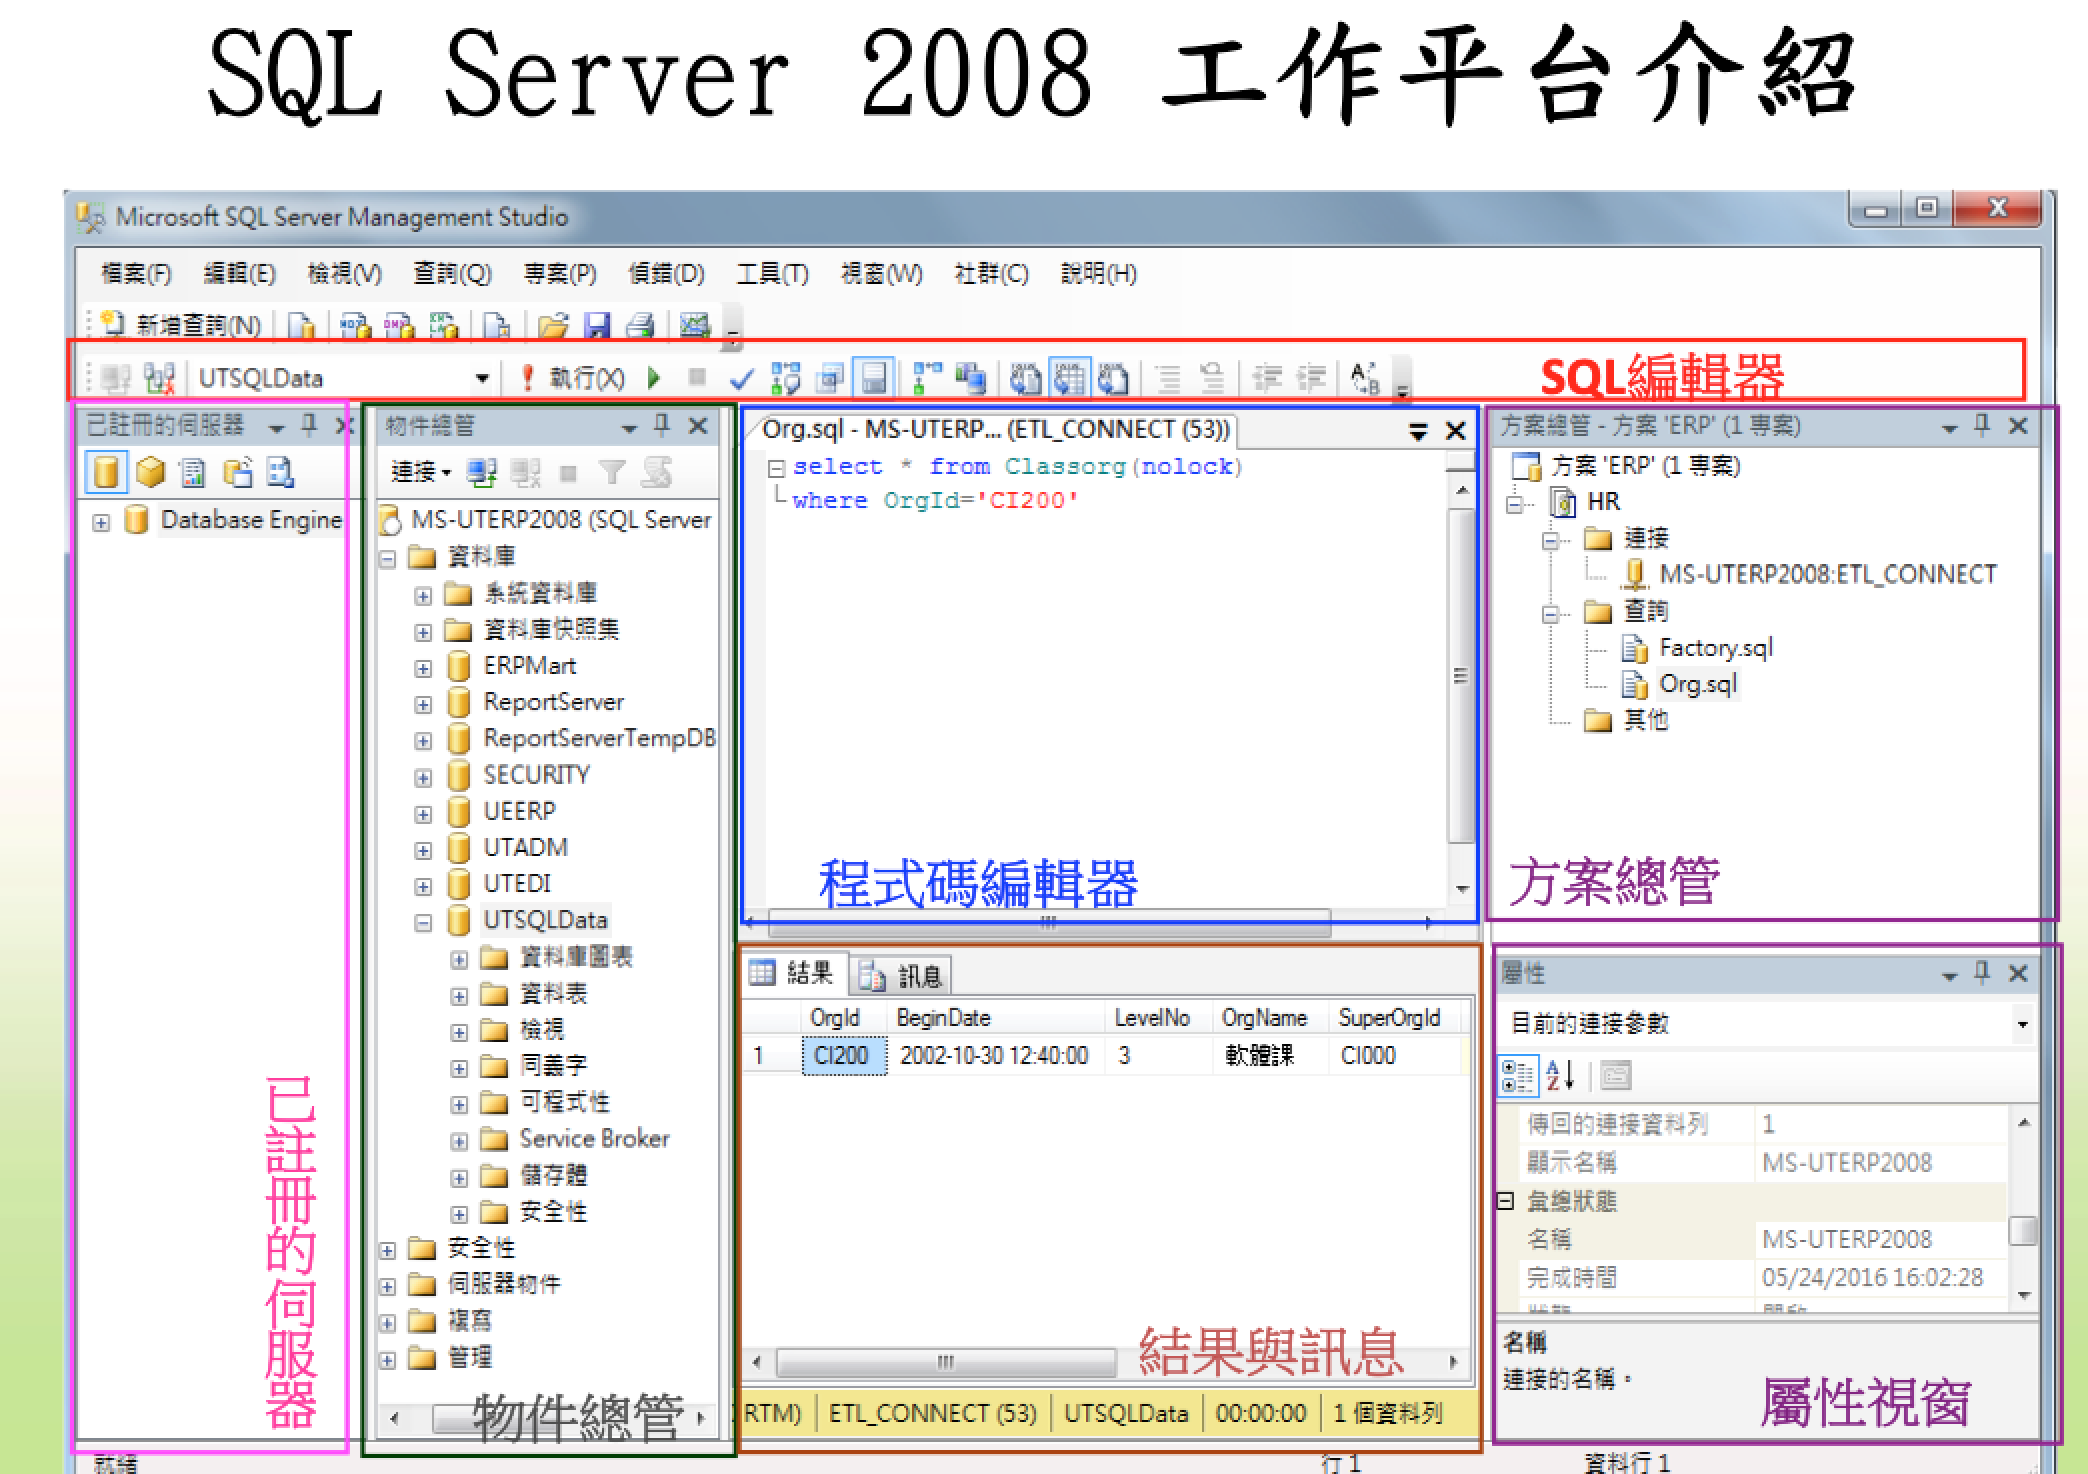 SQL Server 2008 工作平台介紹
Microsoft SQL Server Management Studio
檔案(F) 編輯(E) 檢視(V) 查詢(Q) 專案(P) 偵錯(D) 工具(T) 視窗(W) 社群(C) 說明(H)
新增查詢(N)
UTSQLData 執行(X) SQL編輯器
已註冊的伺服器
Database Engine
已註冊的伺服器
物件總管
連接
MS-UTERP2008 (SQL Server
資料庫
系統資料庫
資料庫快照集
ERPMart
ReportServer
ReportServerTempDB
SECURITY
UEERP
UTADM
UTEDI
UTSQLData
資料庫圖表
資料表
檢視
同義字
可程式性
Service Broker
儲存體
安全性
安全性
伺服器物件
複寫
管理
物件總管
Org.sql - MS-UTERP... (ETL_CONNECT (53))
select * from Classorg(nolock)
where OrgId='CI200'
程式碼編輯器
結果 訊息
OrgId BeginDate LevelNo OrgName SuperOrgId
1 CI200 2002-10-30 12:40:00 3 軟體課 CI000
結果與訊息
RTM) ETL_CONNECT (53) UTSQLData 00:00:00 1 個資料列
方案總管 - 方案 'ERP' (1 專案)
方案 'ERP' (1 專案)
HR
連接
MS-UTERP2008:ETL_CONNECT
查詢
Factory.sql
Org.sql
其他
方案總管
屬性
目前的連接參數
傳回的連接資料列 1
顯示名稱 MS-UTERP2008
彙總狀態
名稱 MS-UTERP2008
完成時間 05/24/2016 16:02:28
名稱
連接的名稱。
屬性視窗
就緒 行 1 資料行 1